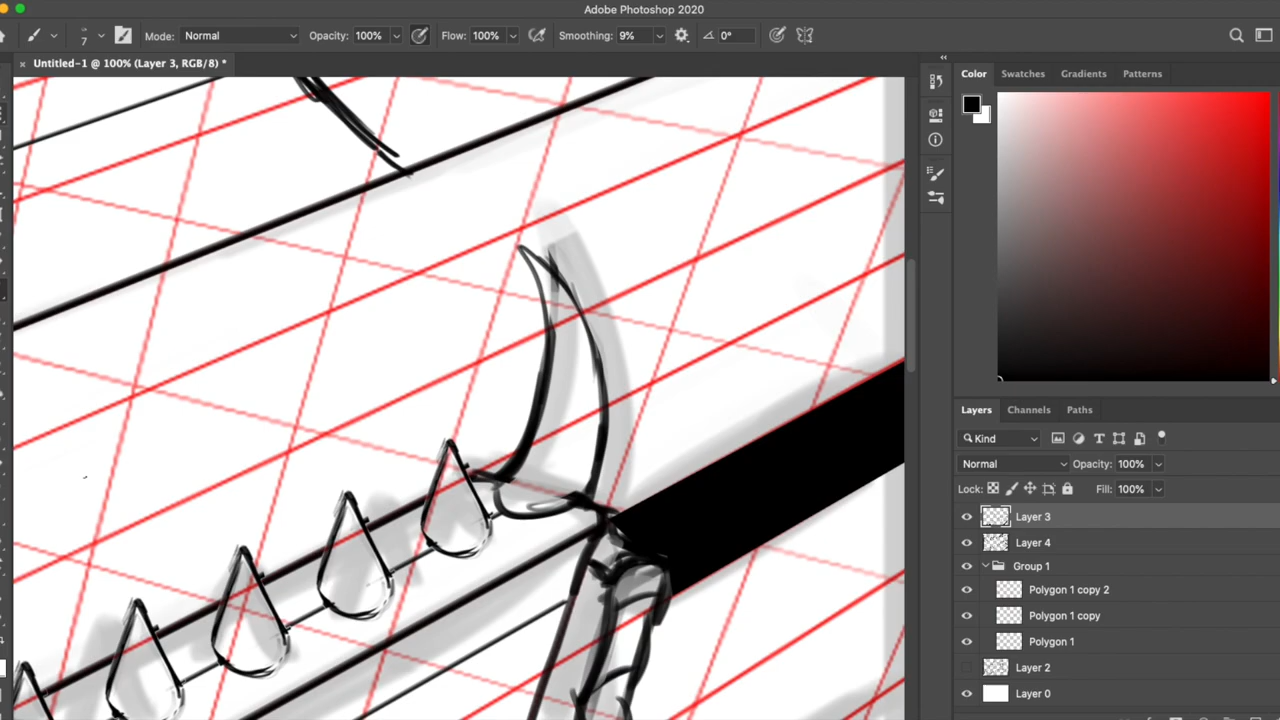 Adobe Photoshop 2020
7 Mode: Normal Opacity: 100% Flow: 100% Smoothing: 9% 0°
× Untitled-1 @ 100% (Layer 3, RGB/8) *
Color Swatches Gradients Patterns
Layers Channels Paths
Kind
Normal Opacity: 100%
Lock: Fill: 100%
Layer 3
Layer 4
Group 1
Polygon 1 copy 2
Polygon 1 copy
Polygon 1
Layer 2
Layer 0